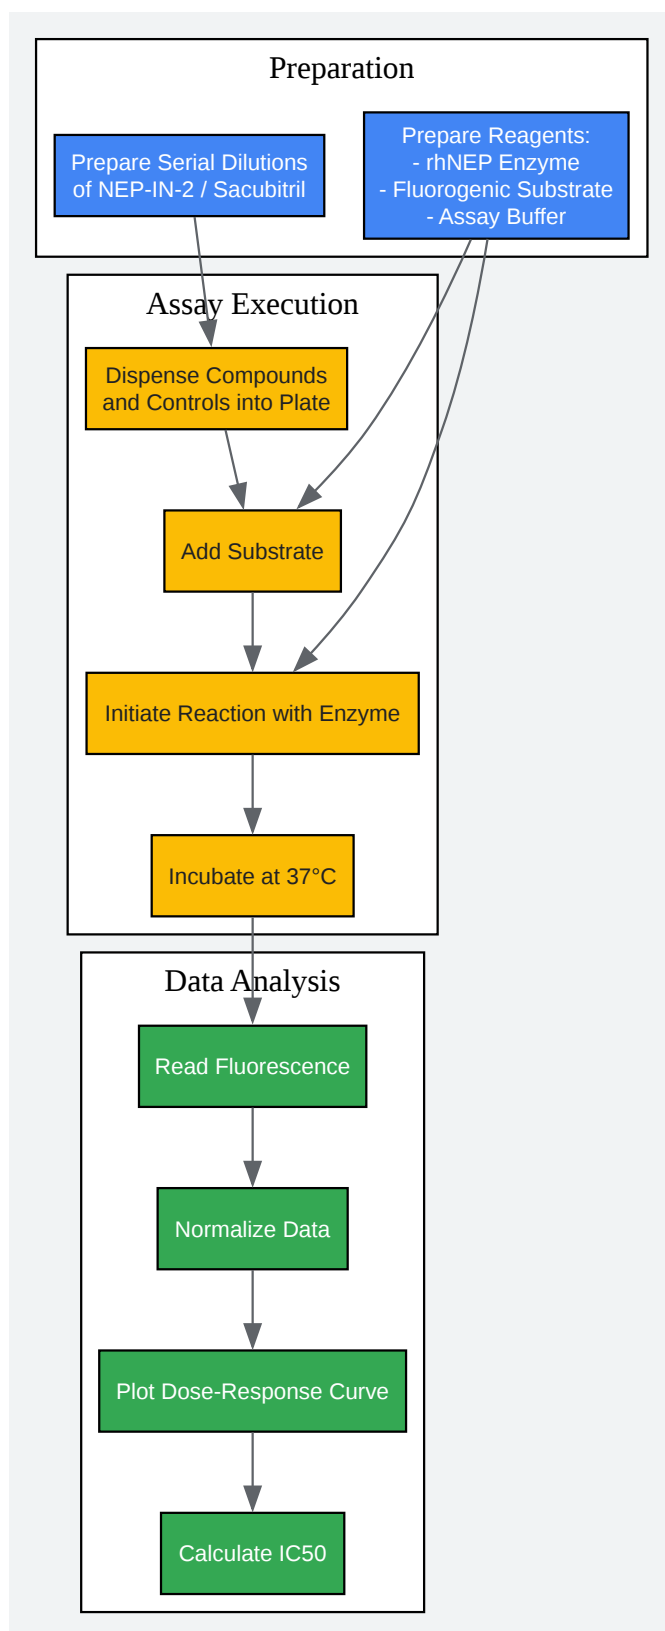 Preparation
Prepare Serial Dilutions
of NEP-IN-2 / Sacubitril
Prepare Reagents:
- rhNEP Enzyme
- Fluorogenic Substrate
- Assay Buffer
Assay Execution
Dispense Compounds
and Controls into Plate
Add Substrate
Initiate Reaction with Enzyme
Incubate at 37°C
Data Analysis
Read Fluorescence
Normalize Data
Plot Dose-Response Curve
Calculate IC50